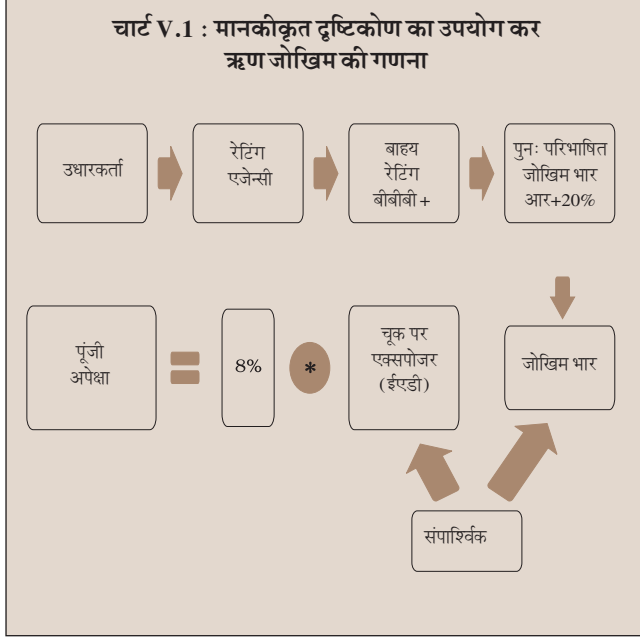 चार्ट V.1 : मानकीकृत दृष्टिकोण का उपयोग कर
ऋण जोखिम की गणना
उधारकर्ता
रेटिंग
एजेन्सी
बाहय
रेटिंग
बीबीबी+
पुनः परिभाषित
जोखिम भार
आर+20%
पूंजी
अपेक्षा
8%
*
चूक पर
एक्सपोजर
(ईएडी)
जोखिम भार
संपार्श्विक